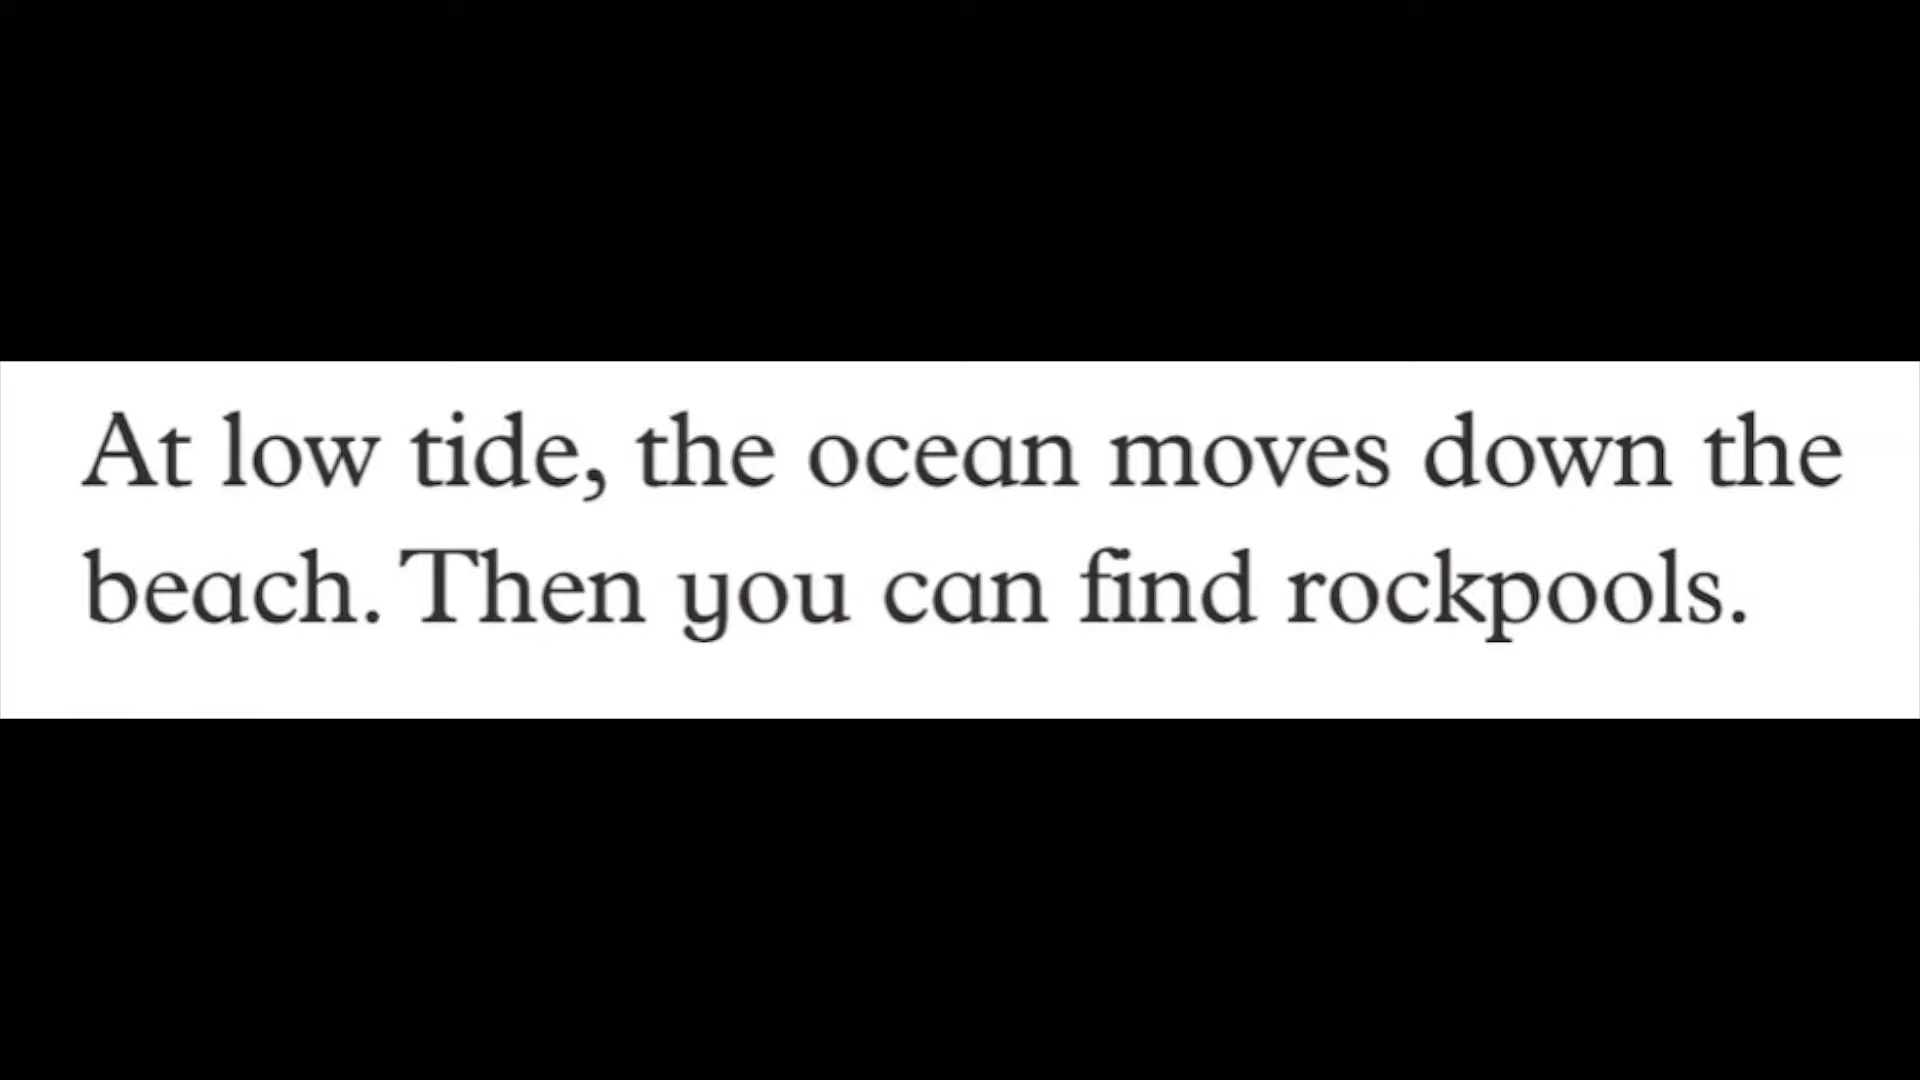 At low tide, the ocean moves down the
beach. Then you can find rockpools.